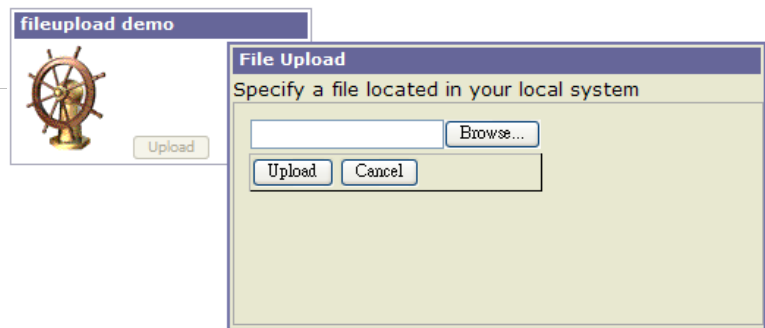 fileupload demo
Upload
File Upload
Specify a file located in your local system
Browse...
Upload Cancel